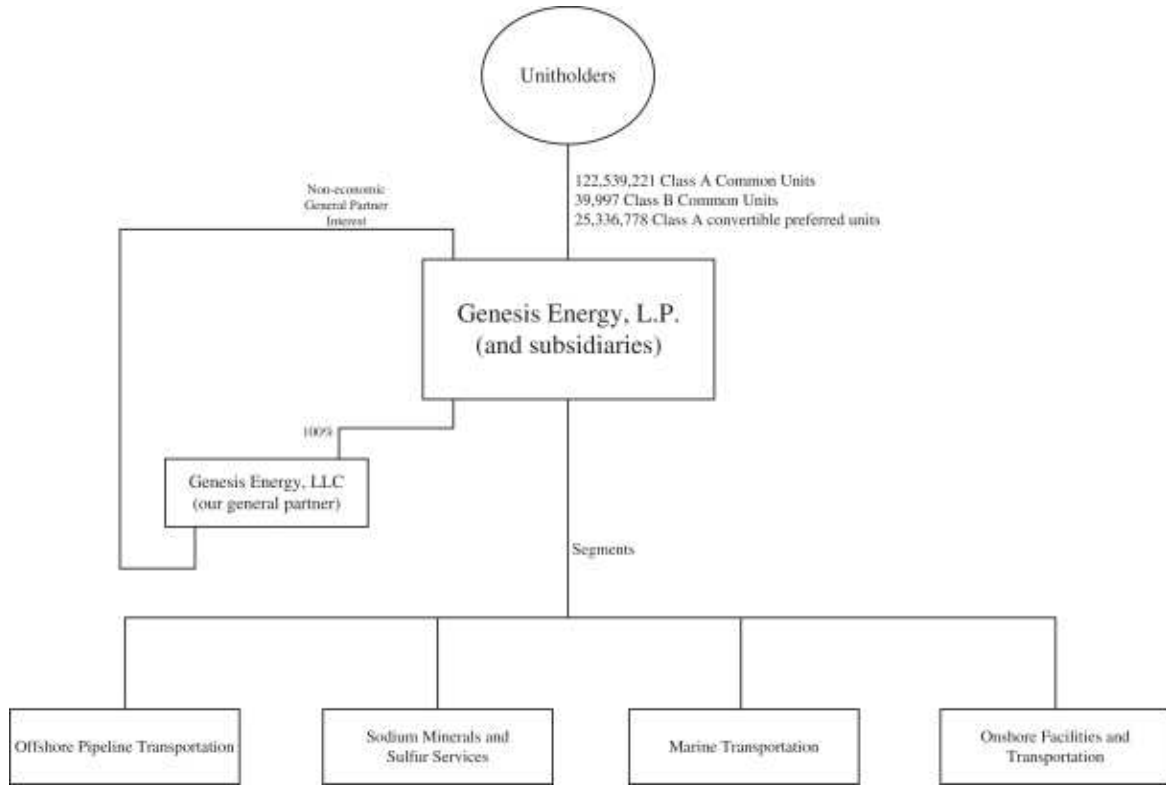 Unitholders
122,539,221 Class A Common Units
39,997 Class B Common Units
25,336,778 Class A convertible preferred units
Non-economic
General Partner
Interest
Genesis Energy, L.P.
(and subsidiaries)
100%
Genesis Energy, LLC
(our general partner)
Segments
Offshore Pipeline Transportation
Sodium Minerals and
Sulfur Services
Marine Transportation
Onshore Facilities and
Transportation